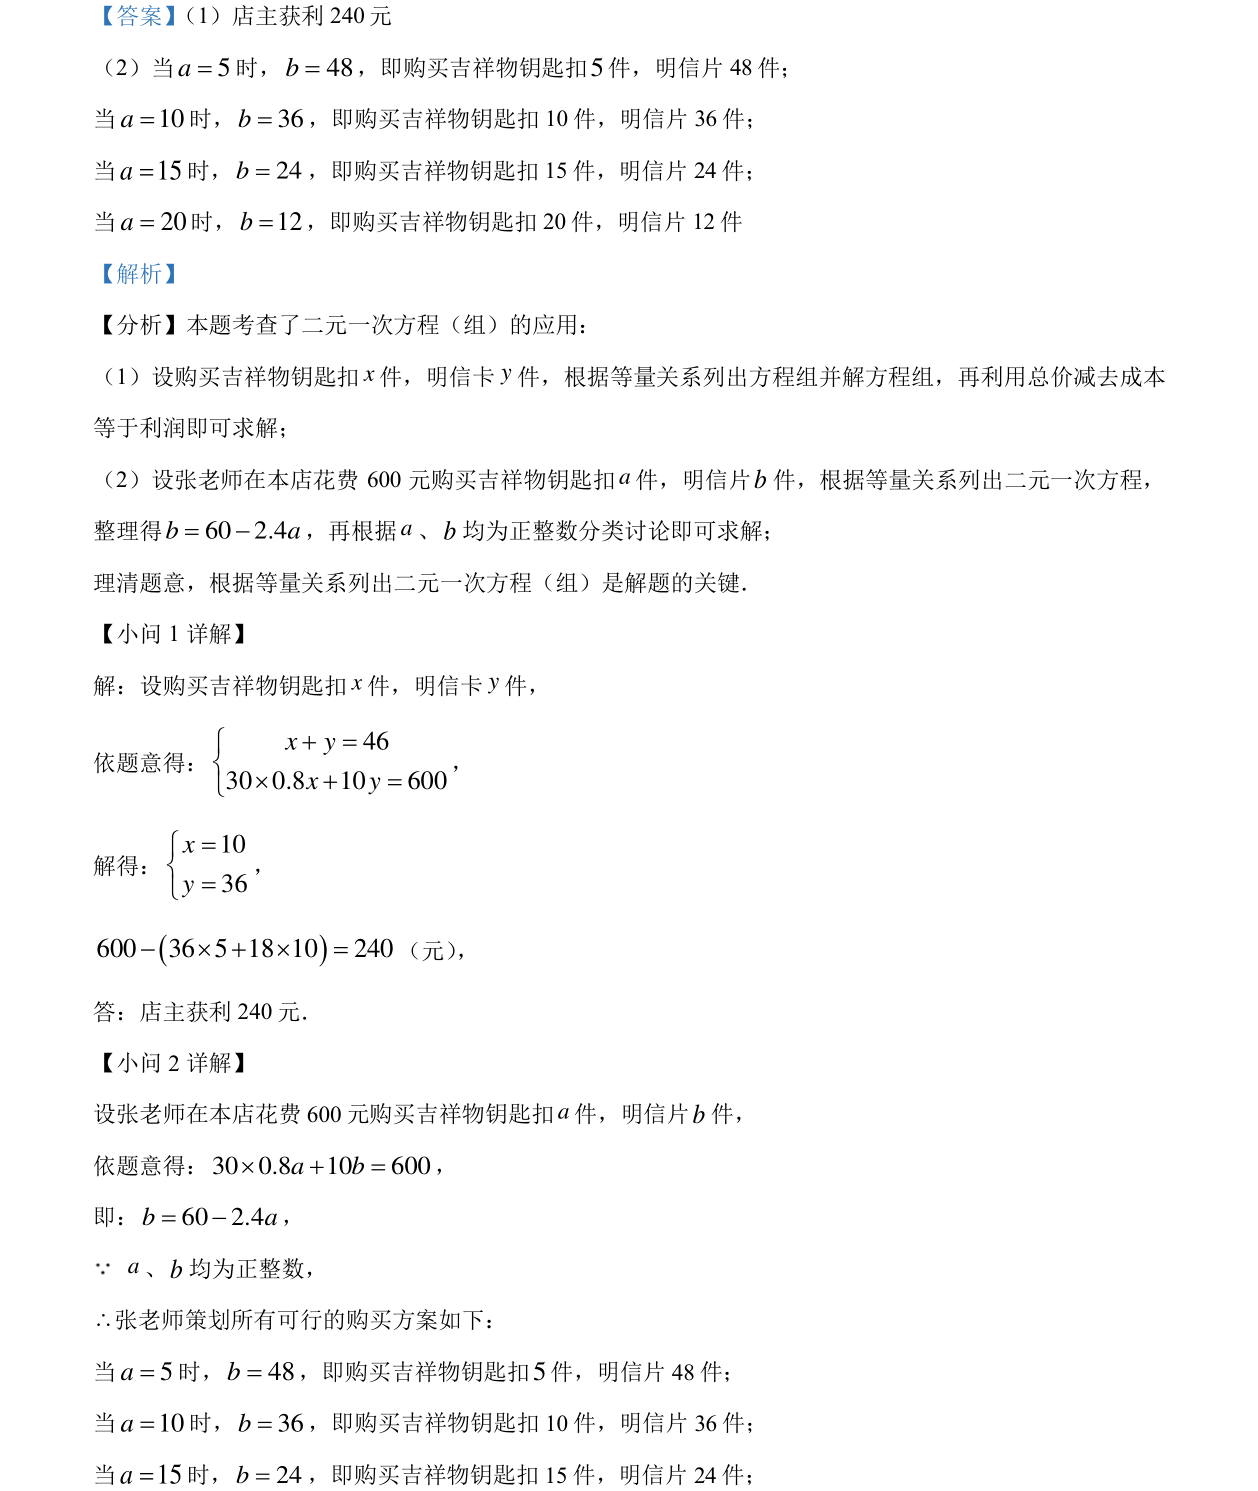 【答案】（1）店主获利 240 元
（2）当 a = 5 时， b = 48 ，即购买吉祥物钥匙扣 5 件，明信片 48 件；
当 a = 10 时， b = 36 ，即购买吉祥物钥匙扣 10 件，明信片 36 件；
当 a = 15 时， b = 24 ，即购买吉祥物钥匙扣 15 件，明信片 24 件；
当 a = 20 时， b = 12 ，即购买吉祥物钥匙扣 20 件，明信片 12 件
【解析】
【分析】本题考查了二元一次方程（组）的应用：
（1）设购买吉祥物钥匙扣 x 件，明信卡 y 件，根据等量关系列出方程组并解方程组，再利用总价减去成本
等于利润即可求解；
（2）设张老师在本店花费 600 元购买吉祥物钥匙扣 a 件，明信片 b 件，根据等量关系列出二元一次方程，
整理得 b = 60 − 2.4a ，再根据 a 、 b 均为正整数分类讨论即可求解；
理清题意，根据等量关系列出二元一次方程（组）是解题的关键．
【小问 1 详解】
解：设购买吉祥物钥匙扣 x 件，明信卡 y 件，
依题意得： { x + y = 46
30×0.8x +10y = 600 ，
解得： { x = 10
y = 36 ，
600 − (36×5+18×10) = 240 （元），
答：店主获利 240 元．
【小问 2 详解】
设张老师在本店花费 600 元购买吉祥物钥匙扣 a 件，明信片 b 件，
依题意得： 30×0.8a +10b = 600 ，
即： b = 60 − 2.4a ，
∵ a 、 b 均为正整数，
∴张老师策划所有可行的购买方案如下：
当 a = 5 时， b = 48 ，即购买吉祥物钥匙扣 5 件，明信片 48 件；
当 a = 10 时， b = 36 ，即购买吉祥物钥匙扣 10 件，明信片 36 件；
当 a = 15 时， b = 24 ，即购买吉祥物钥匙扣 15 件，明信片 24 件；